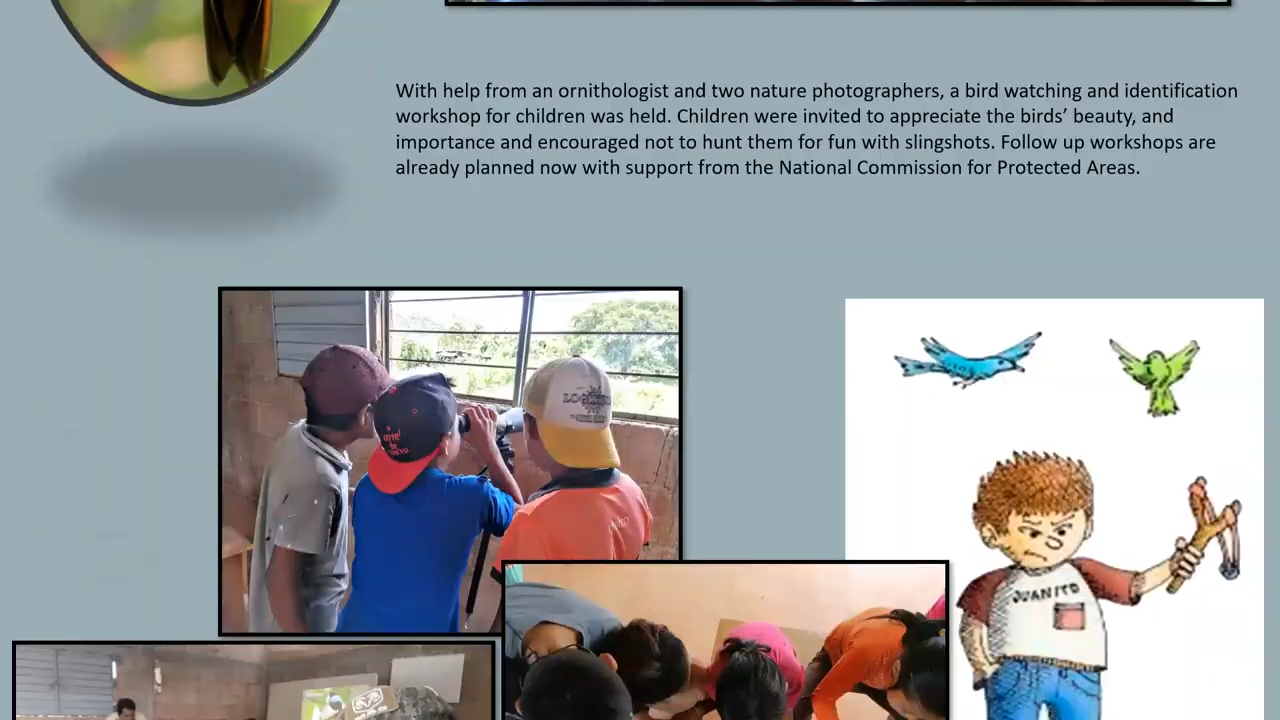 With help from an ornithologist and two nature photographers, a bird watching and identification
workshop for children was held. Children were invited to appreciate the birds’ beauty, and
importance and encouraged not to hunt them for fun with slingshots. Follow up workshops are
already planned now with support from the National Commission for Protected Areas.
JUANITO